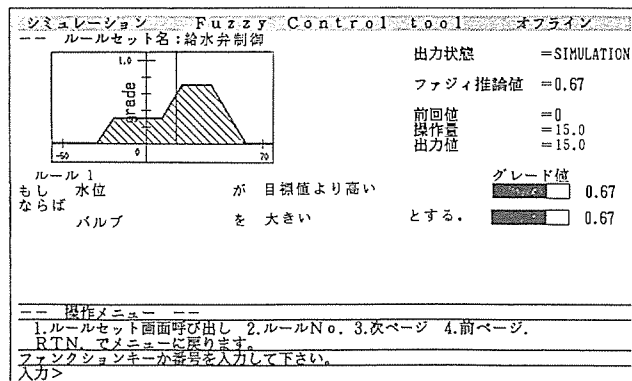 シミュレーション Fuzzy Control tool オフライン
-- ルールセット名:給水弁制御
出力状態 =SIMULATION
ファジィ推論値 =0.67
前回値 =0
操作量 =15.0
出力値 =15.0
1.0
grade
-50 0 70
ルール 1 グレード値
もし 水位 が 目標値より高い 0.67
ならば
バルブ を 大きい とする. 0.67
-- 操作メニュー --
1.ルールセット画面呼び出し 2.ルールNo. 3.次ページ 4.前ページ.
RTN. でメニューに戻ります.
ファンクションキーか番号を入力して下さい.
入力>